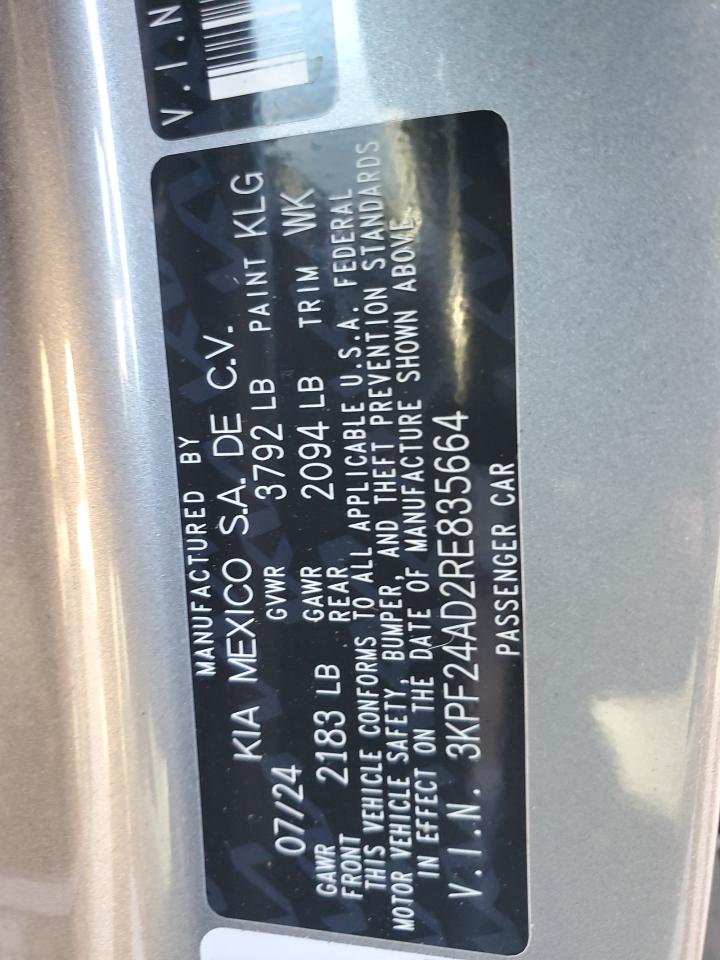 V.I.N
MANUFACTURED BY
KIA MEXICO S.A. DE C.V.
07/24 GVWR 3792 LB PAINT KLG
GAWR FRONT 2183 LB GAWR REAR 2094 LB TRIM WK
THIS VEHICLE CONFORMS TO ALL APPLICABLE U.S.A. FEDERAL
MOTOR VEHICLE SAFETY, BUMPER, AND THEFT PREVENTION STANDARDS
IN EFFECT ON THE DATE OF MANUFACTURE SHOWN ABOVE.
V.I.N. 3KPF24AD2RE835664
PASSENGER CAR